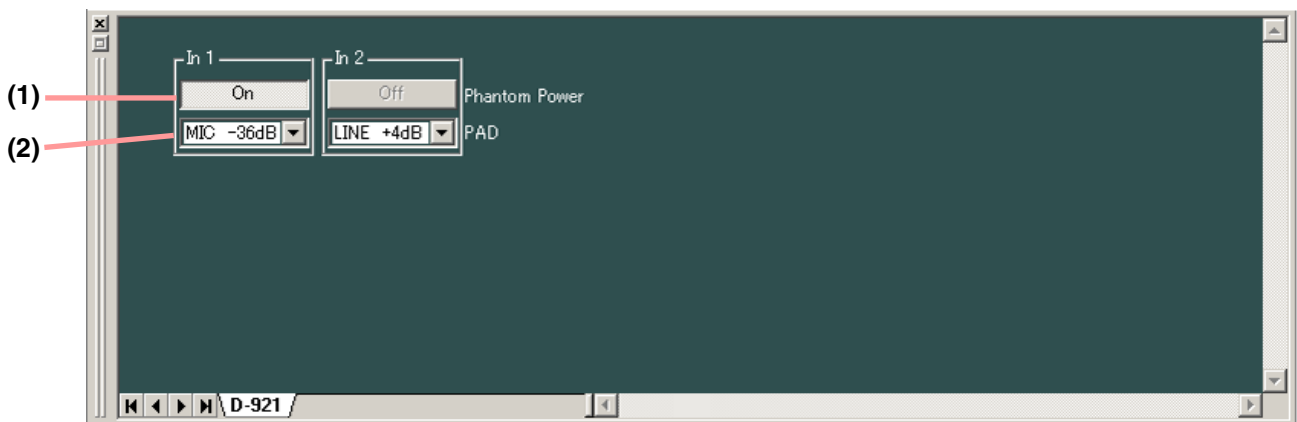 In 1 In 2
(1) On Off Phantom Power
(2) MIC -36dB LINE +4dB PAD
D-921